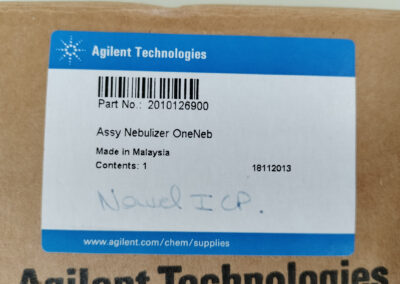 Agilent Technologies
Part No.: 2010126900
Assy Nebulizer OneNeb
Made in Malaysia
Contents: 1 18112013
ICP.
www.agilent.com/chem/supplies
Agilent Technologies